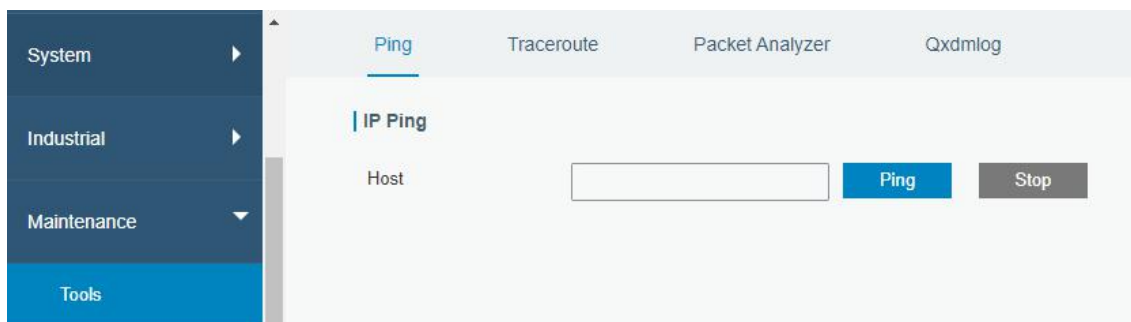 System
Industrial
Maintenance
Tools
Ping Traceroute Packet Analyzer Qxdmlog
IP Ping
Host Ping Stop